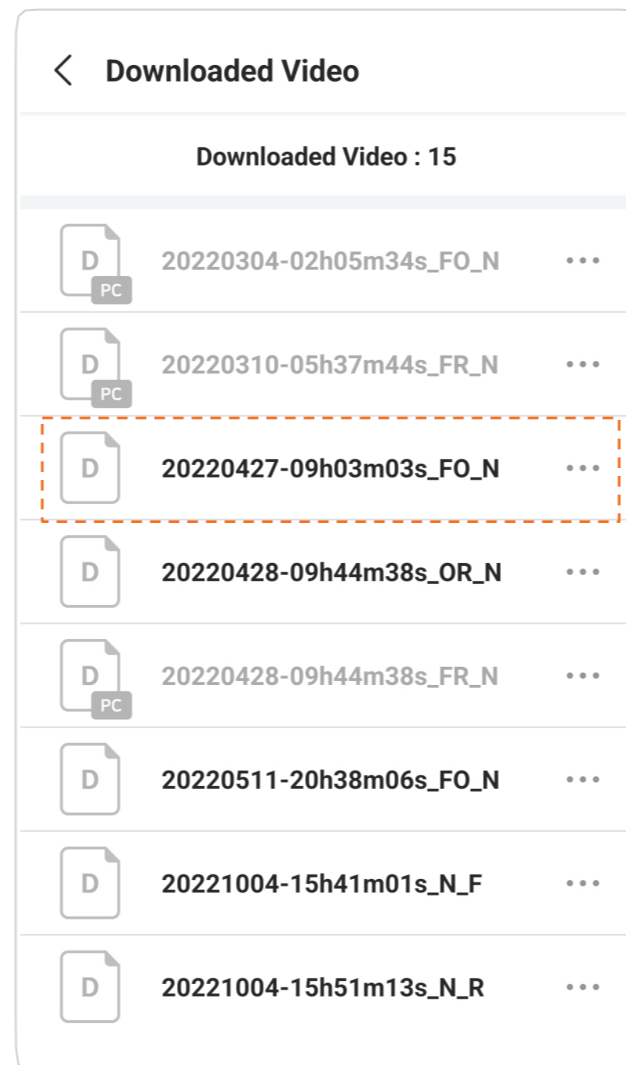 Downloaded Video
Downloaded Video : 15
D 20220304-02h05m34s_FO_N
PC
D 20220310-05h37m44s_FR_N
PC
D 20220427-09h03m03s_FO_N
D 20220428-09h44m38s_OR_N
D 20220428-09h44m38s_FR_N
PC
D 20220511-20h38m06s_FO_N
D 20221004-15h41m01s_N_F
D 20221004-15h51m13s_N_R